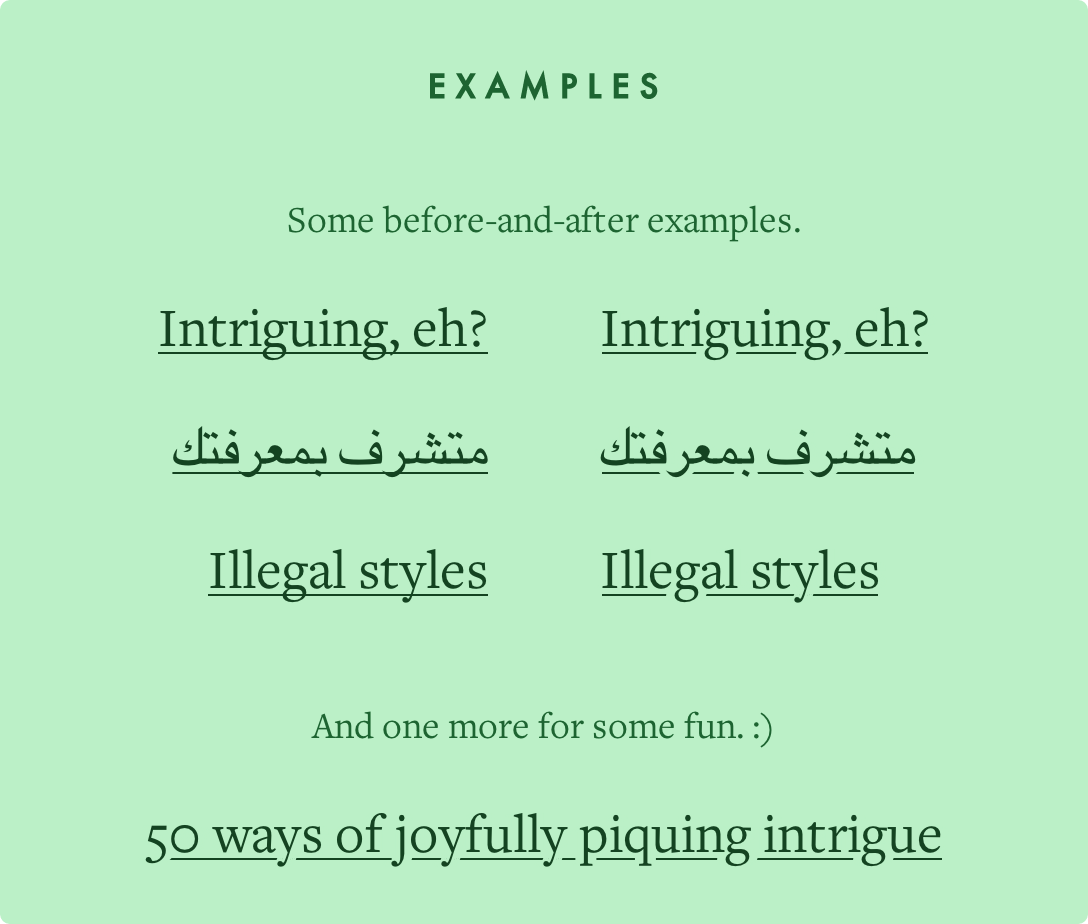 EXAMPLES
Some before-and-after examples.
Intriguing, eh? Intriguing, eh?
متشرف بمعرفتك متشرف بمعرفتك
Illegal styles Illegal styles
And one more for some fun. :)
50 ways of joyfully piquing intrigue